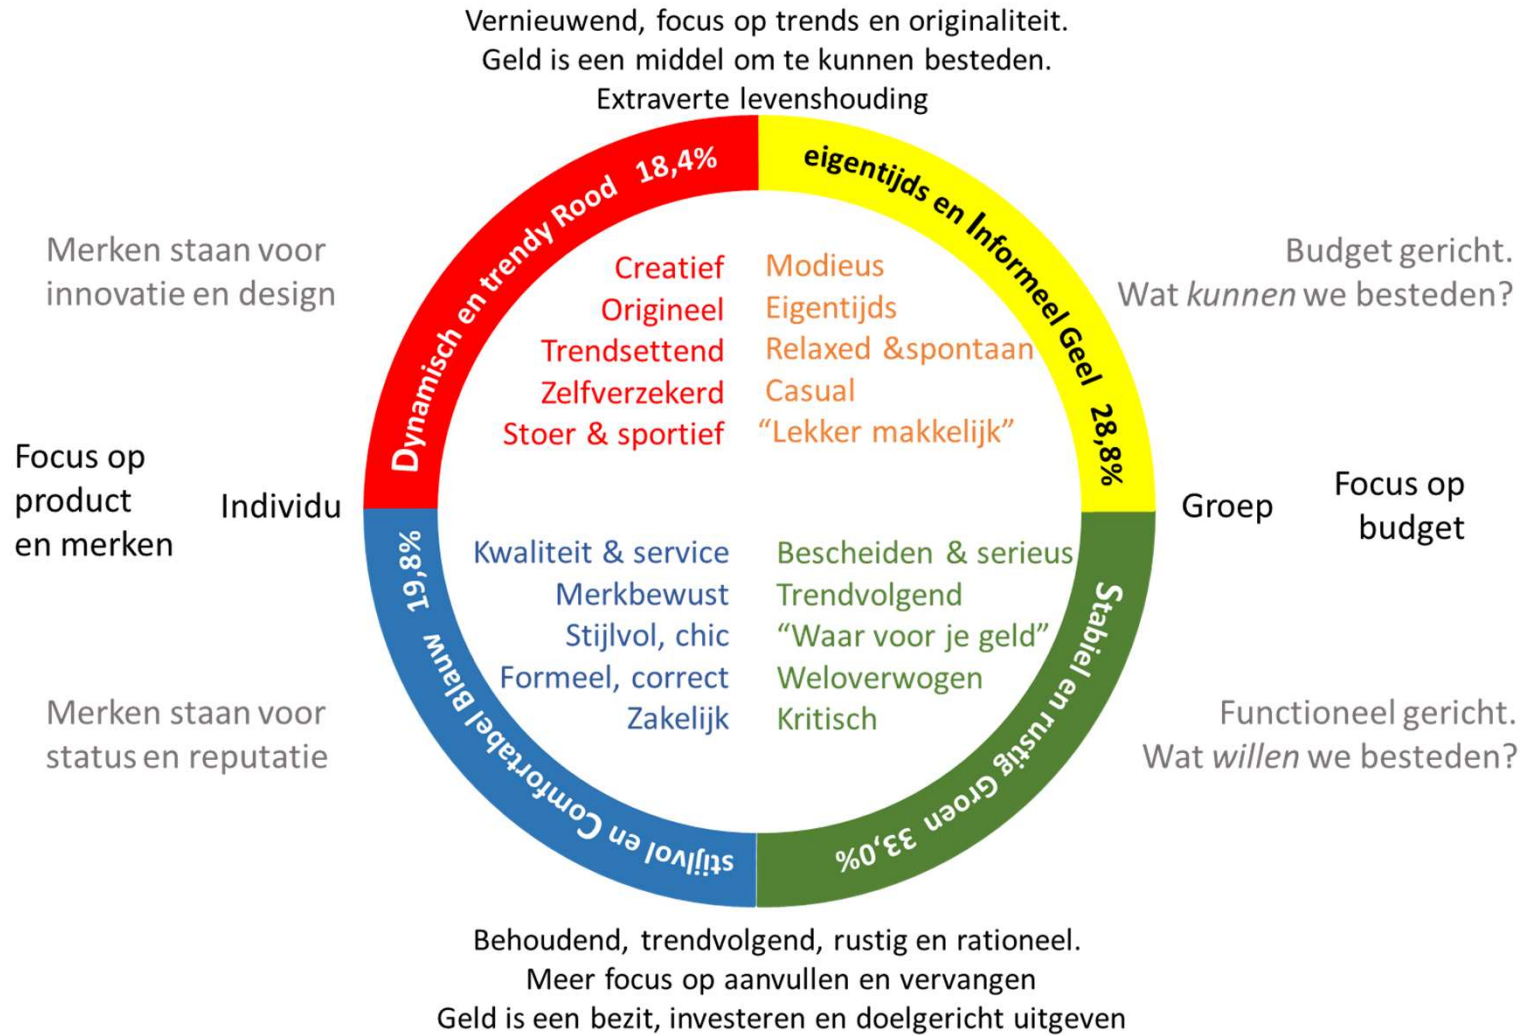 Vernieuwend, focus op trends en originaliteit.
Geld is een middel om te kunnen besteden.
Extraverte levenshouding
Dynamisch en trendy Rood 18,4%
eigentijds en Informeel Geel 28,8%
Merken staan voor
innovatie en design
Budget gericht.
Wat kunnen we besteden?
Creatief
Origineel
Trendsettend
Zelfverzekerd
Stoer & sportief
Modieus
Eigentijds
Relaxed &spontaan
Casual
“Lekker makkelijk”
Focus op
product
en merken
Individu
Groep
Focus op
budget
Kwaliteit & service
Merkbewust
Stijlvol, chic
Formeel, correct
Zakelijk
Bescheiden & serieus
Trendvolgend
“Waar voor je geld”
Weloverwogen
Kritisch
Merken staan voor
status en reputatie
Functioneel gericht.
Wat willen we besteden?
stijlvol en Comfortabel Blauw 19,8%
Stabiel en rustig Groen 33,0%
Behoudend, trendvolgend, rustig en rationeel.
Meer focus op aanvullen en vervangen
Geld is een bezit, investeren en doelgericht uitgeven